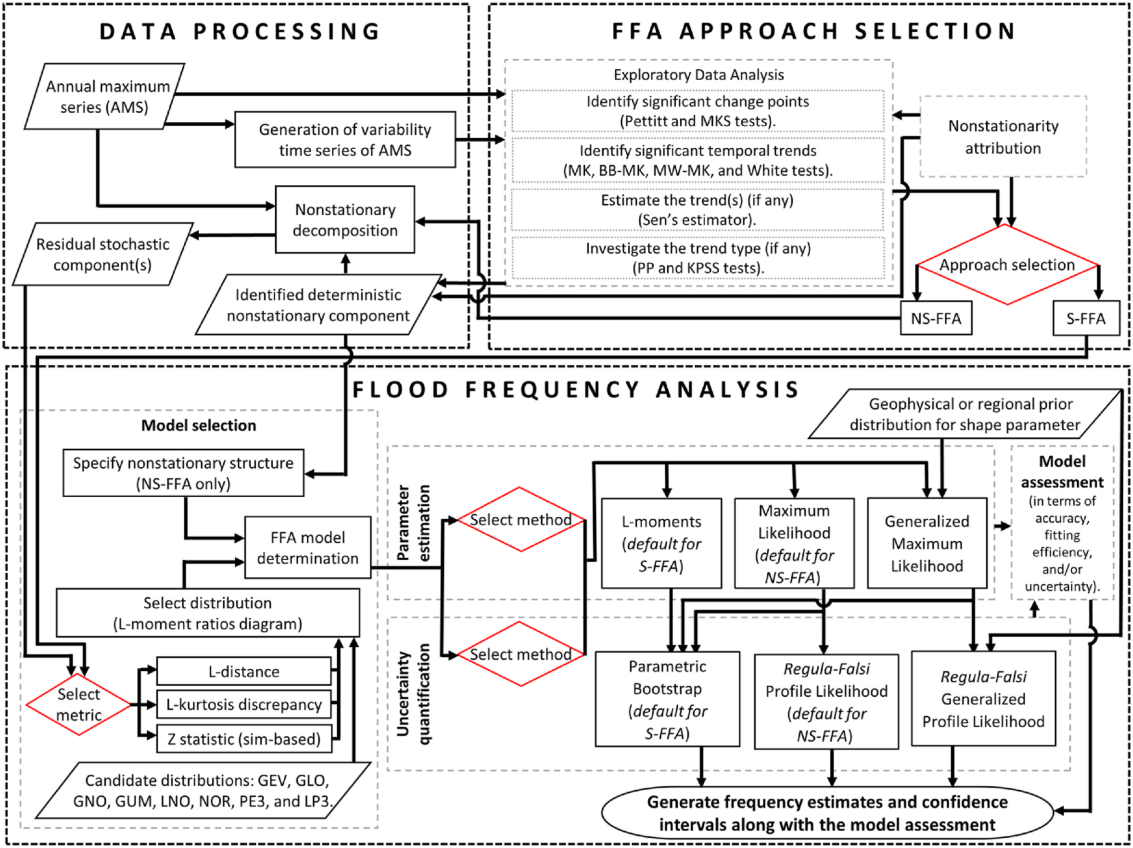 DATA PROCESSING
Annual maximum
series (AMS)
Generation of variability
time series of AMS
Nonstationary
decomposition
Residual stochastic
component(s)
Identified deterministic
nonstationary component
FFA APPROACH SELECTION
Exploratory Data Analysis
Identify significant change points
(Pettitt and MKS tests).
Identify significant temporal trends
(MK, BB-MK, MW-MK, and White tests).
Estimate the trend(s) (if any)
(Sen's estimator).
Investigate the trend type (if any)
(PP and KPSS tests).
Nonstationarity
attribution
Approach selection
NS-FFA
S-FFA
FLOOD FREQUENCY ANALYSIS
Model selection
Specify nonstationary structure
(NS-FFA only)
FFA model
determination
Select distribution
(L-moment ratios diagram)
Select
metric
L-distance
L-kurtosis discrepancy
Z statistic (sim-based)
Candidate distributions: GEV, GLO,
GNO, GUM, LNO, NOR, PE3, and LP3.
Geophysical or regional prior
distribution for shape parameter
Parameter
estimation
Select method
L-moments
(default for
S-FFA)
Maximum
Likelihood
(default for
NS-FFA)
Generalized
Maximum
Likelihood
Model
assessment
(in terms of
accuracy,
fitting
efficiency,
and/or
uncertainty).
Uncertainty
quantification
Select method
Parametric
Bootstrap
(default for
S-FFA)
Regula-Falsi
Profile Likelihood
(default for
NS-FFA)
Regula-Falsi
Generalized
Profile Likelihood
Generate frequency estimates and confidence
intervals along with the model assessment